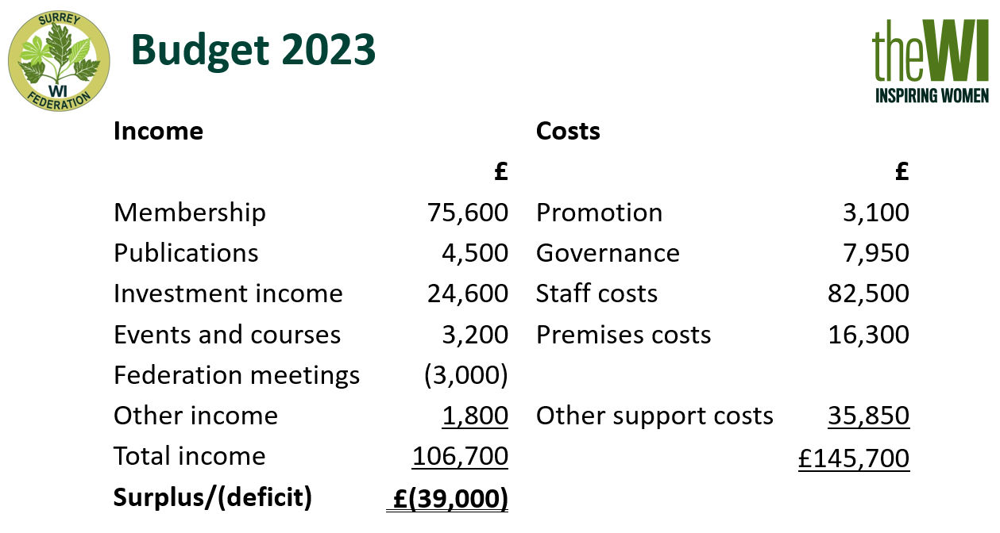 SURREY
WI
FEDERATION
Budget 2023
theWI
INSPIRING WOMEN
Income Costs
£ £
Membership 75,600 Promotion 3,100
Publications 4,500 Governance 7,950
Investment income 24,600 Staff costs 82,500
Events and courses 3,200 Premises costs 16,300
Federation meetings (3,000)
Other income 1,800 Other support costs 35,850
Total income 106,700 £145,700
Surplus/(deficit) £(39,000)